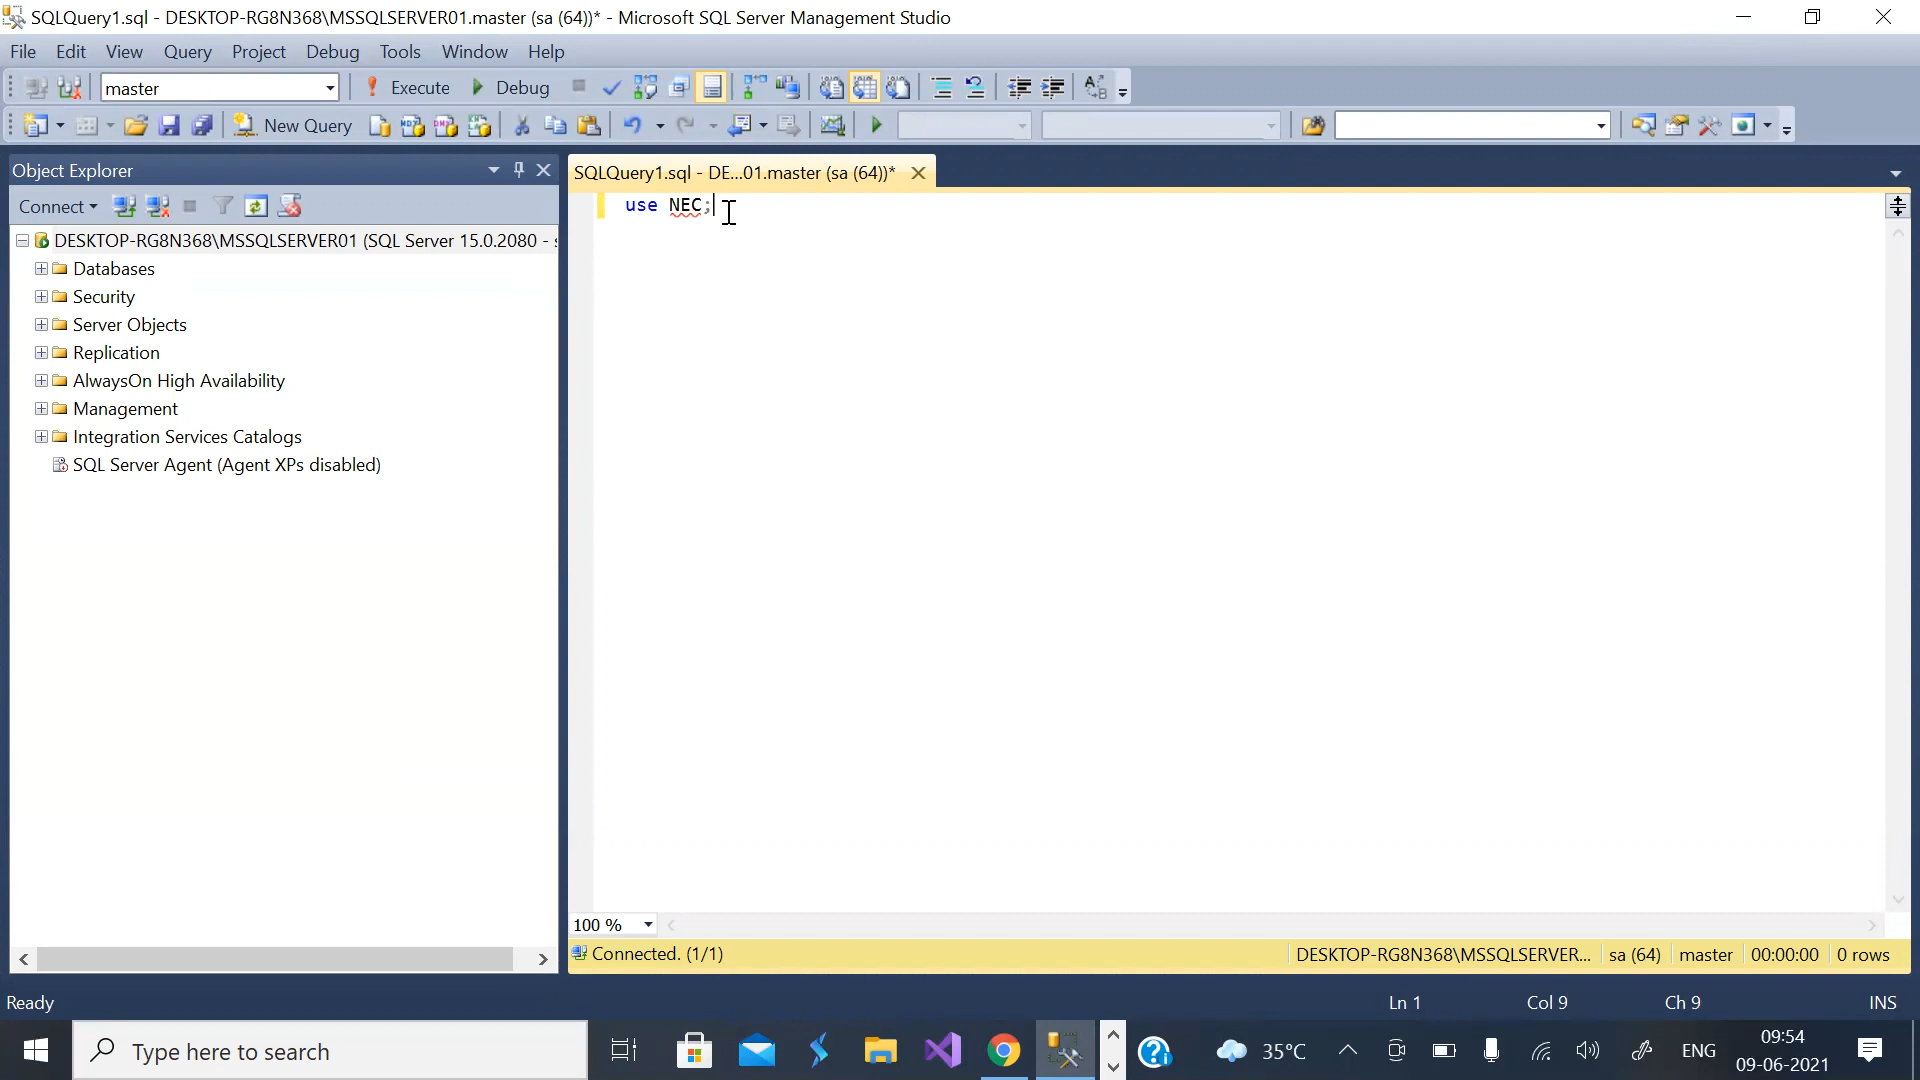 SQLQuery1.sql - DESKTOP-RG8N368\MSSQLSERVER01.master (sa (64))* - Microsoft SQL Server Management Studio
File Edit View Query Project Debug Tools Window Help
master Execute Debug
New Query
Object Explorer
SQLQuery1.sql - DE...01.master (sa (64))*
Connect
use NEC;
DESKTOP-RG8N368\MSSQLSERVER01 (SQL Server 15.0.2080 - s
Databases
Security
Server Objects
Replication
AlwaysOn High Availability
Management
Integration Services Catalogs
SQL Server Agent (Agent XPs disabled)
100 %
Connected. (1/1) DESKTOP-RG8N368\MSSQLSERVER... sa (64) master 00:00:00 0 rows
Ready Ln 1 Col 9 Ch 9 INS
Type here to search 35°C ENG 09:54
09-06-2021